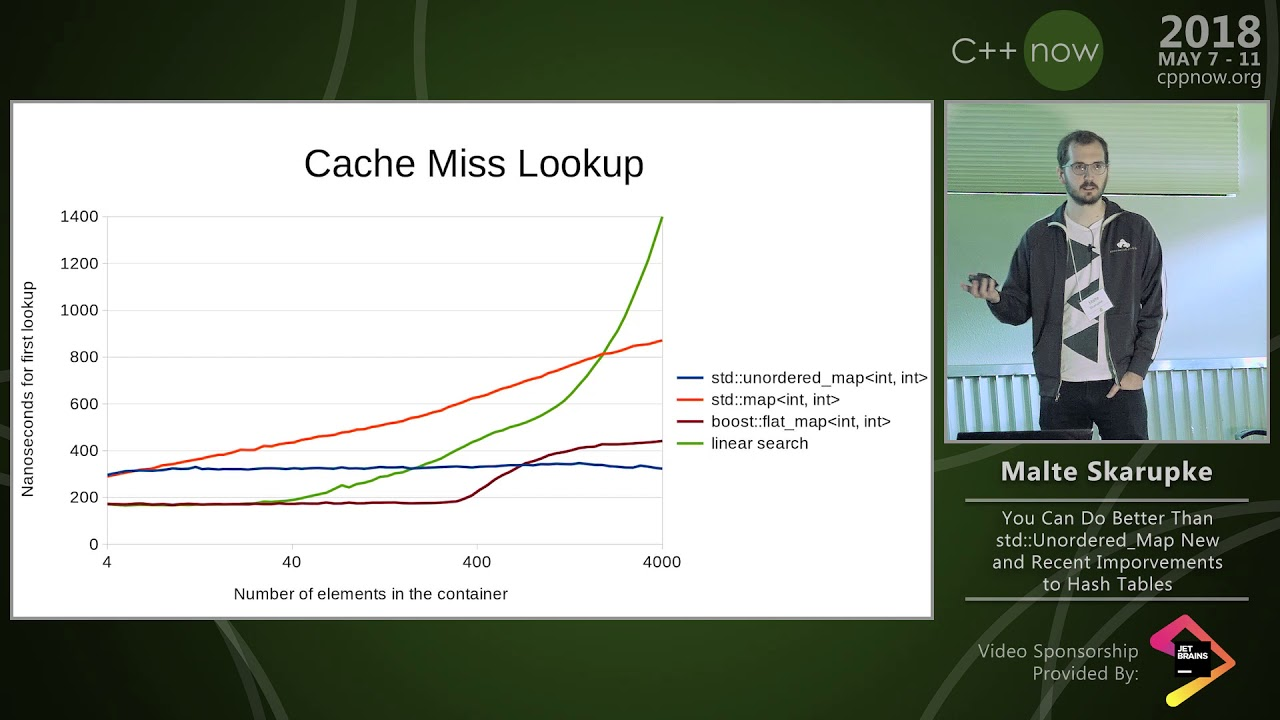 C++ now
2018
MAY 7 - 11
cppnow.org
Cache Miss Lookup
Nanoseconds for first lookup
1400
1200
1000
800
600
400
200
0
4
40
400
4000
Number of elements in the container
std::unordered_map<int, int>
std::map<int, int>
boost::flat_map<int, int>
linear search
Malte Skarupke
You Can Do Better Than
std::Unordered_Map New
and Recent Imporvements
to Hash Tables
Video Sponsorship
Provided By:
JET
BRAINS